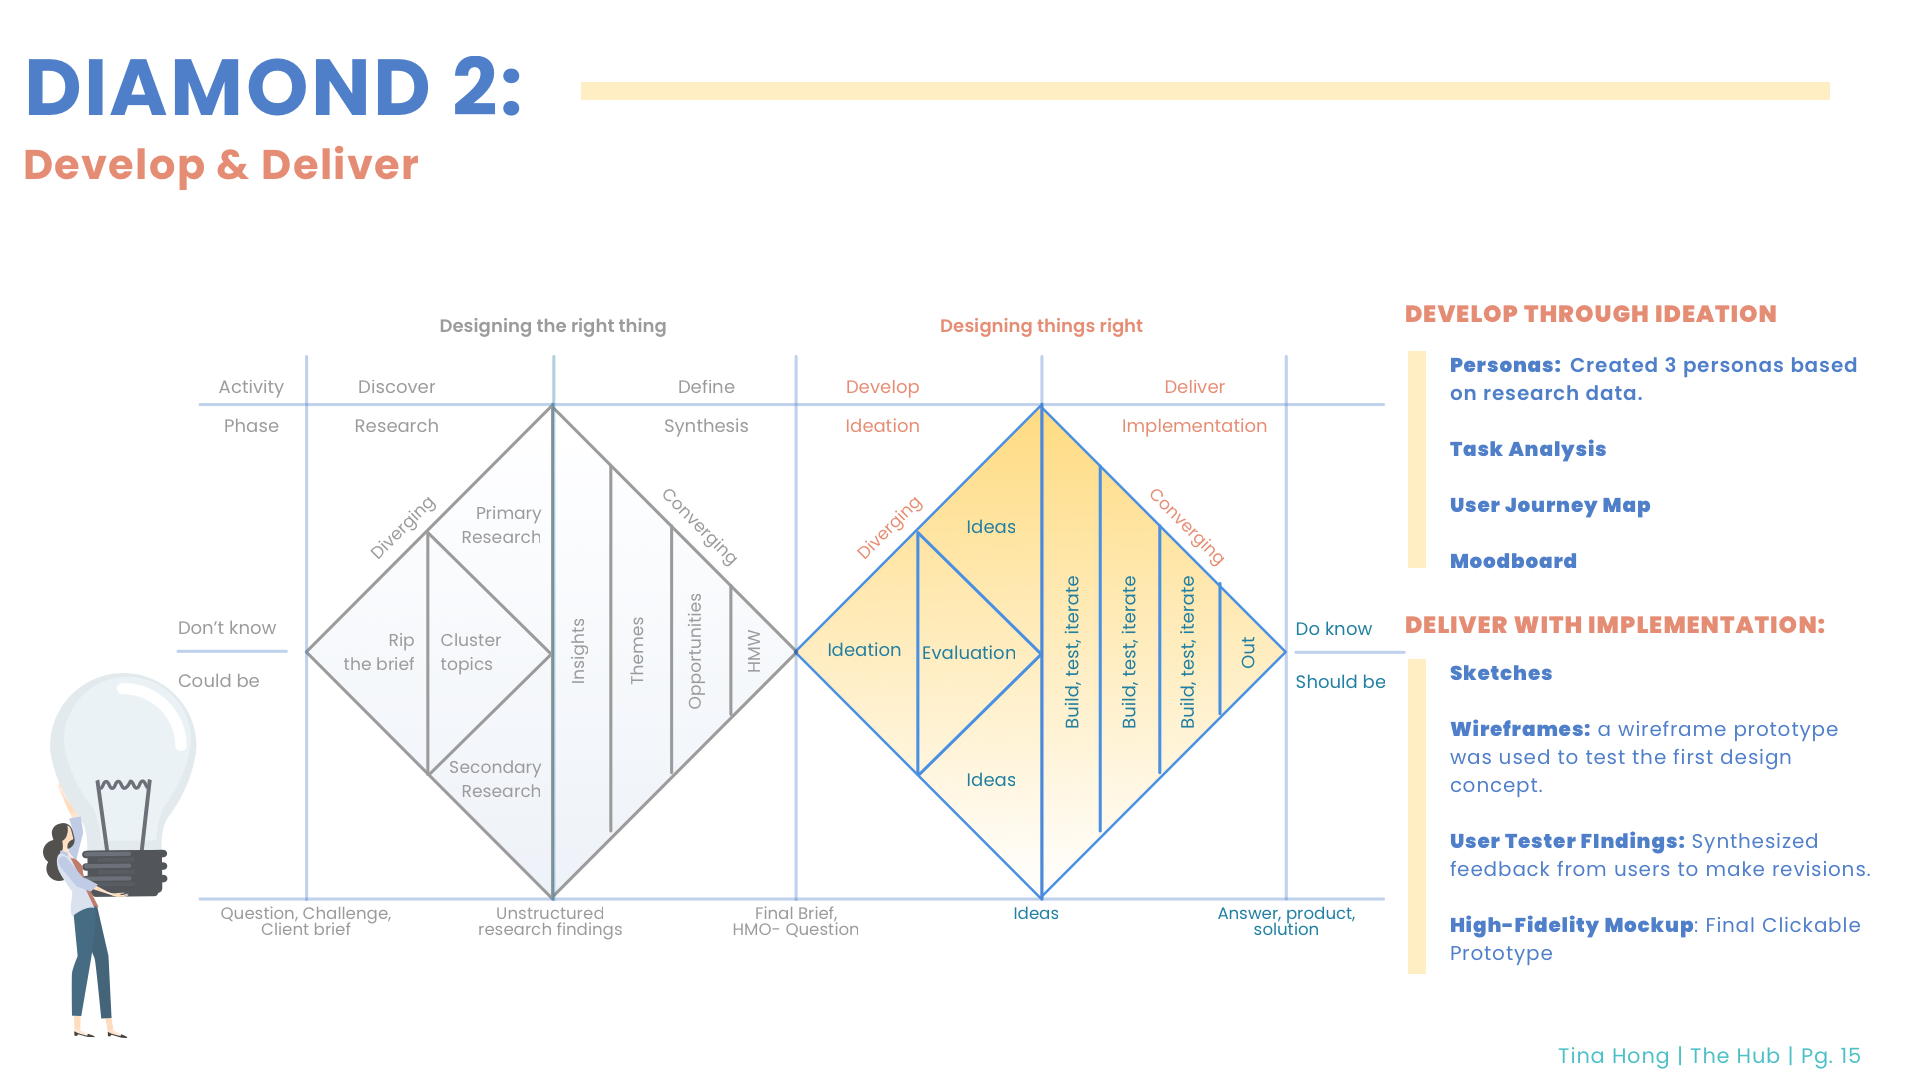 DIAMOND 2:
Develop & Deliver
Designing the right thing
Designing things right
Activity
Discover
Define
Develop
Deliver
Phase
Research
Synthesis
Ideation
Implementation
Diverging
Primary
Research
Converging
Don't know
Could be
Rip
the brief
Cluster
topics
Secondary
Research
Insights
Themes
Opportunities
HMW
Diverging
Ideas
Converging
Ideation
Evaluation
Ideas
Build, test, iterate
Build, test, iterate
Build, test, iterate
Out
Do know
Should be
Question, Challenge,
Client brief
Unstructured
research findings
Final Brief,
HMO- Question
Ideas
Answer, product,
solution
DEVELOP THROUGH IDEATION
Personas: Created 3 personas based
on research data.
Task Analysis
User Journey Map
Moodboard
DELIVER WITH IMPLEMENTATION:
Sketches
Wireframes: a wireframe prototype
was used to test the first design
concept.
User Tester FIndings: Synthesized
feedback from users to make revisions.
High-Fidelity Mockup: Final Clickable
Prototype
Tina Hong | The Hub | Pg. 15